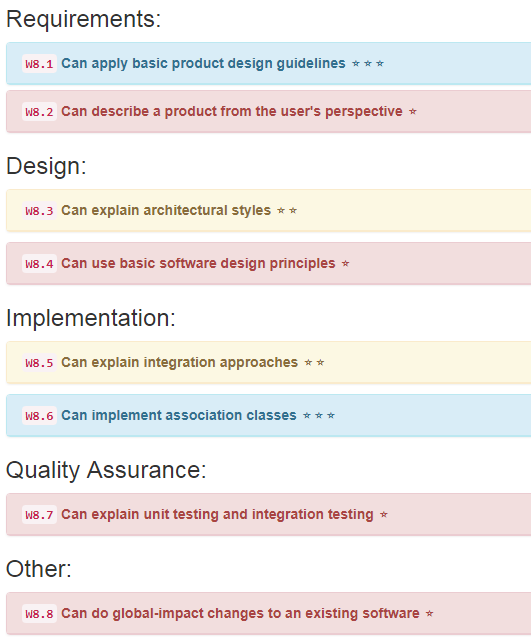 Requirements:
W8.1 Can apply basic product design guidelines ⭐ ⭐ ⭐
W8.2 Can describe a product from the user's perspective ⭐
Design:
W8.3 Can explain architectural styles ⭐ ⭐
W8.4 Can use basic software design principles ⭐
Implementation:
W8.5 Can explain integration approaches ⭐ ⭐
W8.6 Can implement association classes ⭐ ⭐ ⭐
Quality Assurance:
W8.7 Can explain unit testing and integration testing ⭐
Other:
W8.8 Can do global-impact changes to an existing software ⭐